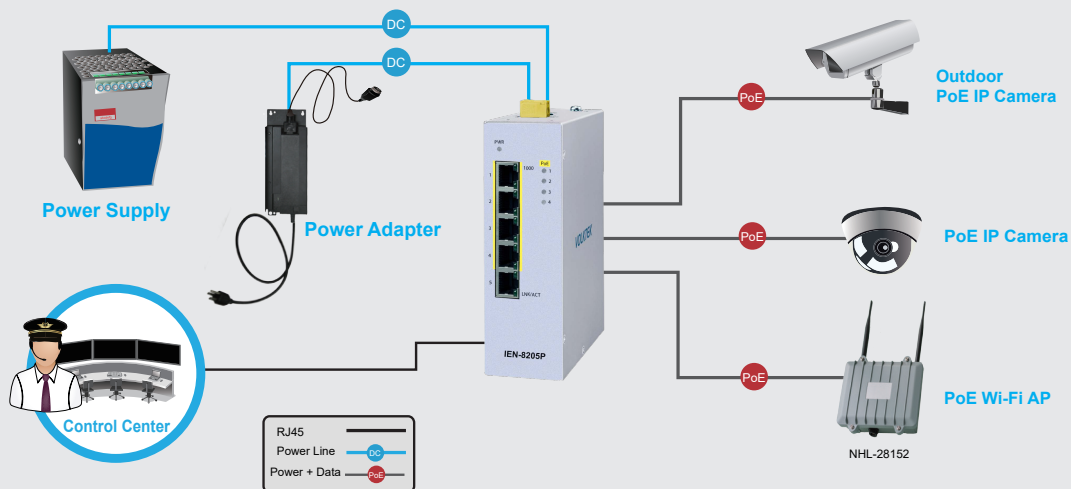 DC
DC
Power Supply
Power Adapter
PWR
1000
PoE
1
1
2
3
4
2
3
4
5
LNK/ACT
VOLKTEK
IEN-8205P
PoE
Outdoor
PoE IP Camera
PoE
PoE IP Camera
PoE
PoE Wi-Fi AP
NHL-28152
Control Center
RJ45
Power Line
DC
Power + Data
PoE